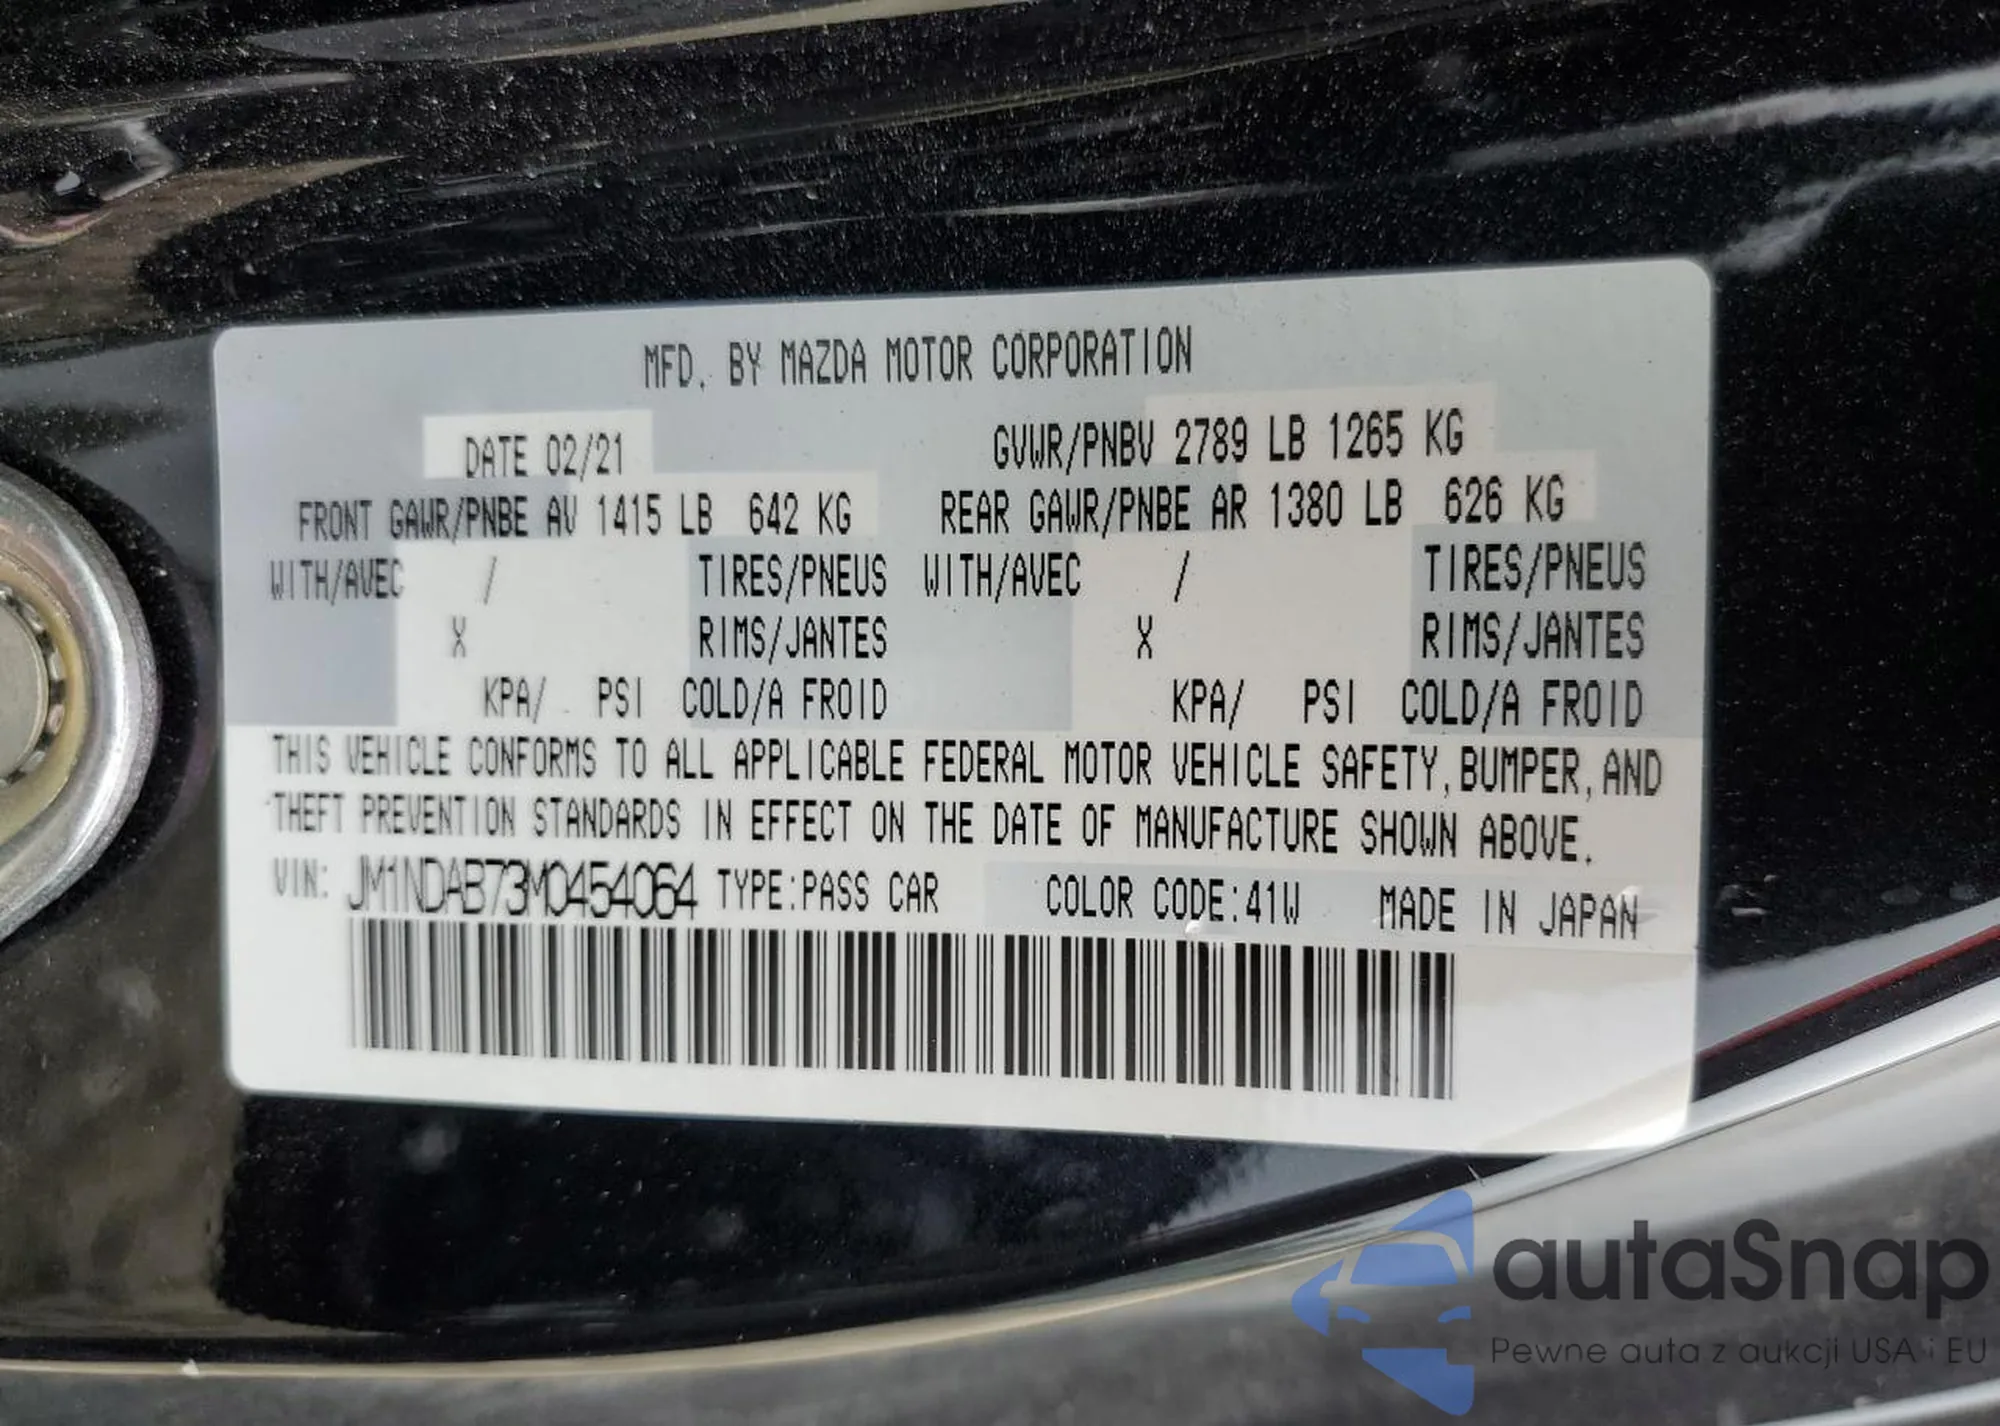 MFD. BY MAZDA MOTOR CORPORATION
DATE 02/21 GVWR/PNBV 2789 LB 1265 KG
FRONT GAWR/PNBE AV 1415 LB 642 KG REAR GAWR/PNBE AR 1380 LB 626 KG
WITH/AVEC / TIRES/PNEUS WITH/AVEC / TIRES/PNEUS
X RIMS/JANTES X RIMS/JANTES
KPA/ PSI COLD/A FROID KPA/ PSI COLD/A FROID
THIS VEHICLE CONFORMS TO ALL APPLICABLE FEDERAL MOTOR VEHICLE SAFETY, BUMPER, AND
THEFT PREVENTION STANDARDS IN EFFECT ON THE DATE OF MANUFACTURE SHOWN ABOVE.
VIN: JM1NDAB73M0454064 TYPE:PASS CAR COLOR CODE:41W MADE IN JAPAN
autaSnap
Pewne auta z aukcji USA i EU